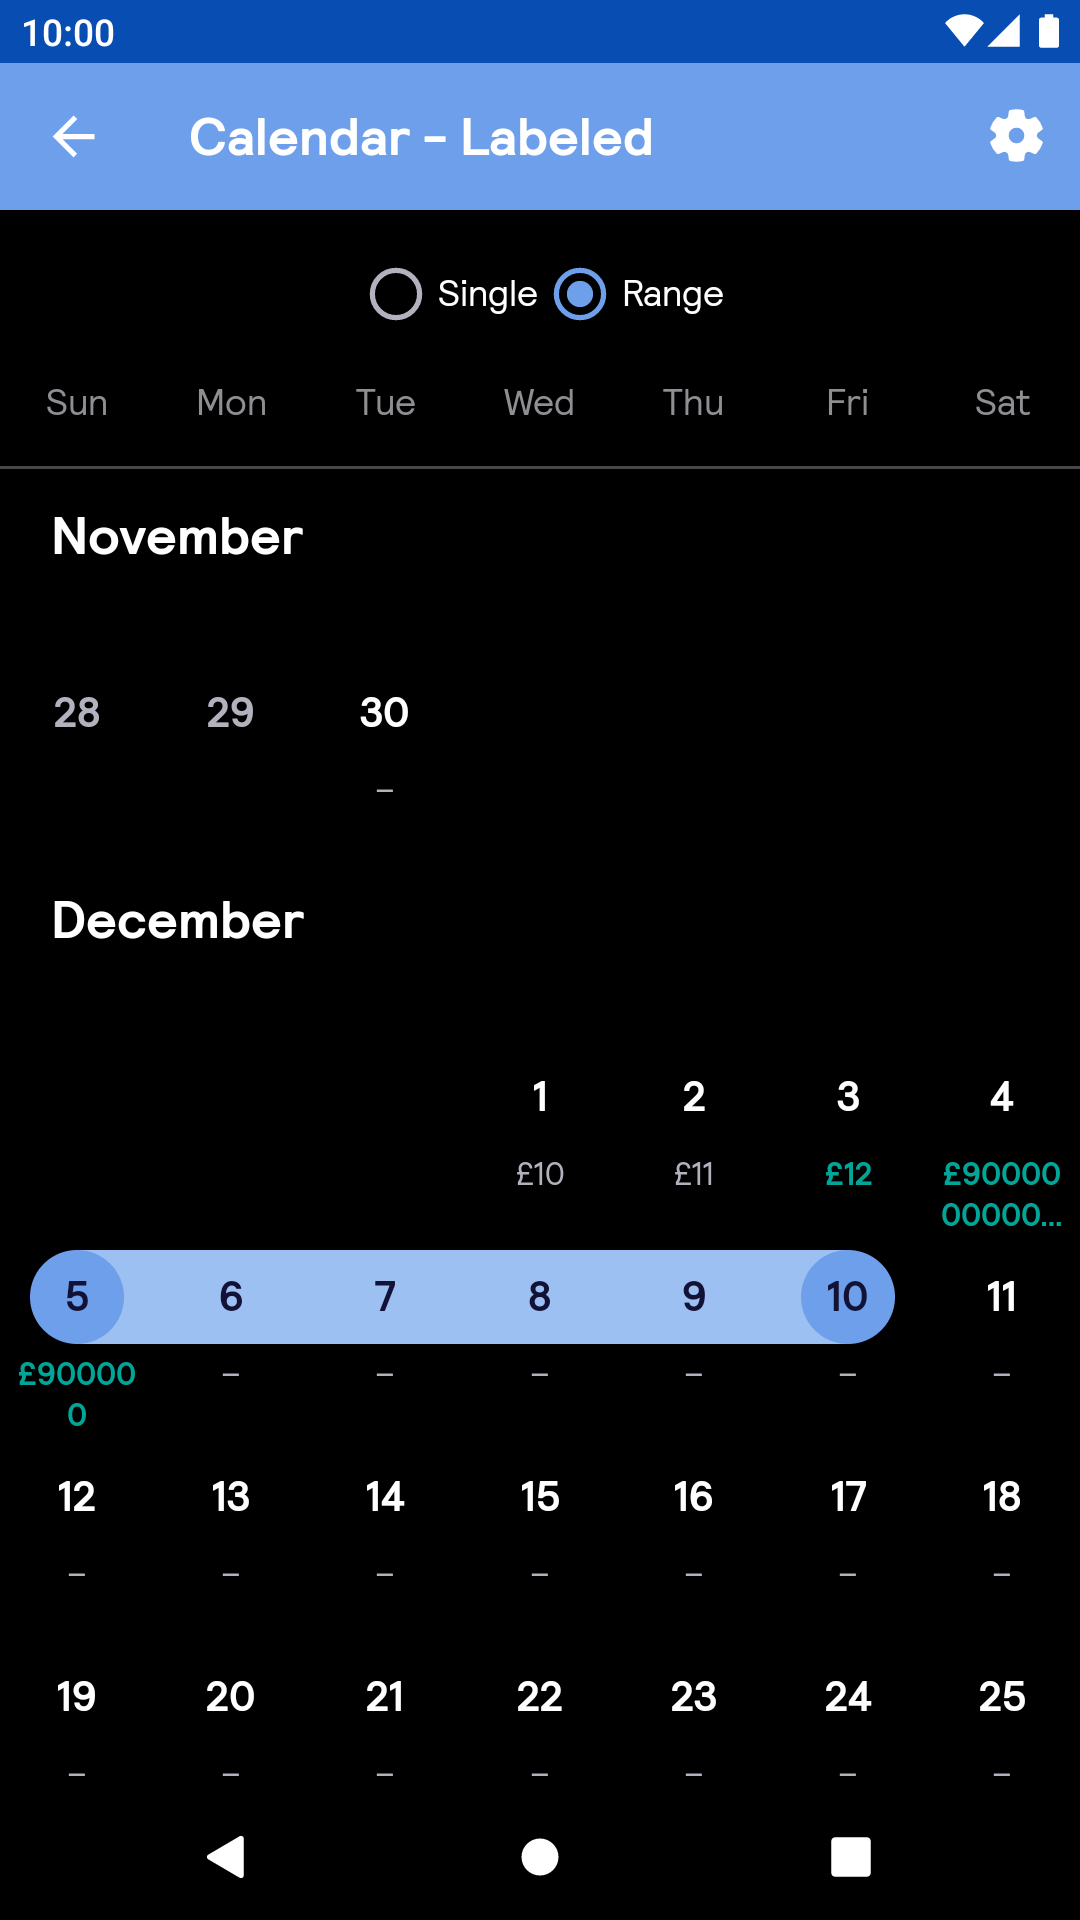 10:00
Calendar - Labeled
Single Range
Sun Mon Tue Wed Thu Fri Sat
November
28 29 30
–
December
1 2 3 4
£10 £11 £12 £90000
00000...
5 6 7 8 9 10 11
£90000 – – – – – –
0
12 13 14 15 16 17 18
– – – – – – –
19 20 21 22 23 24 25
– – – – – – –